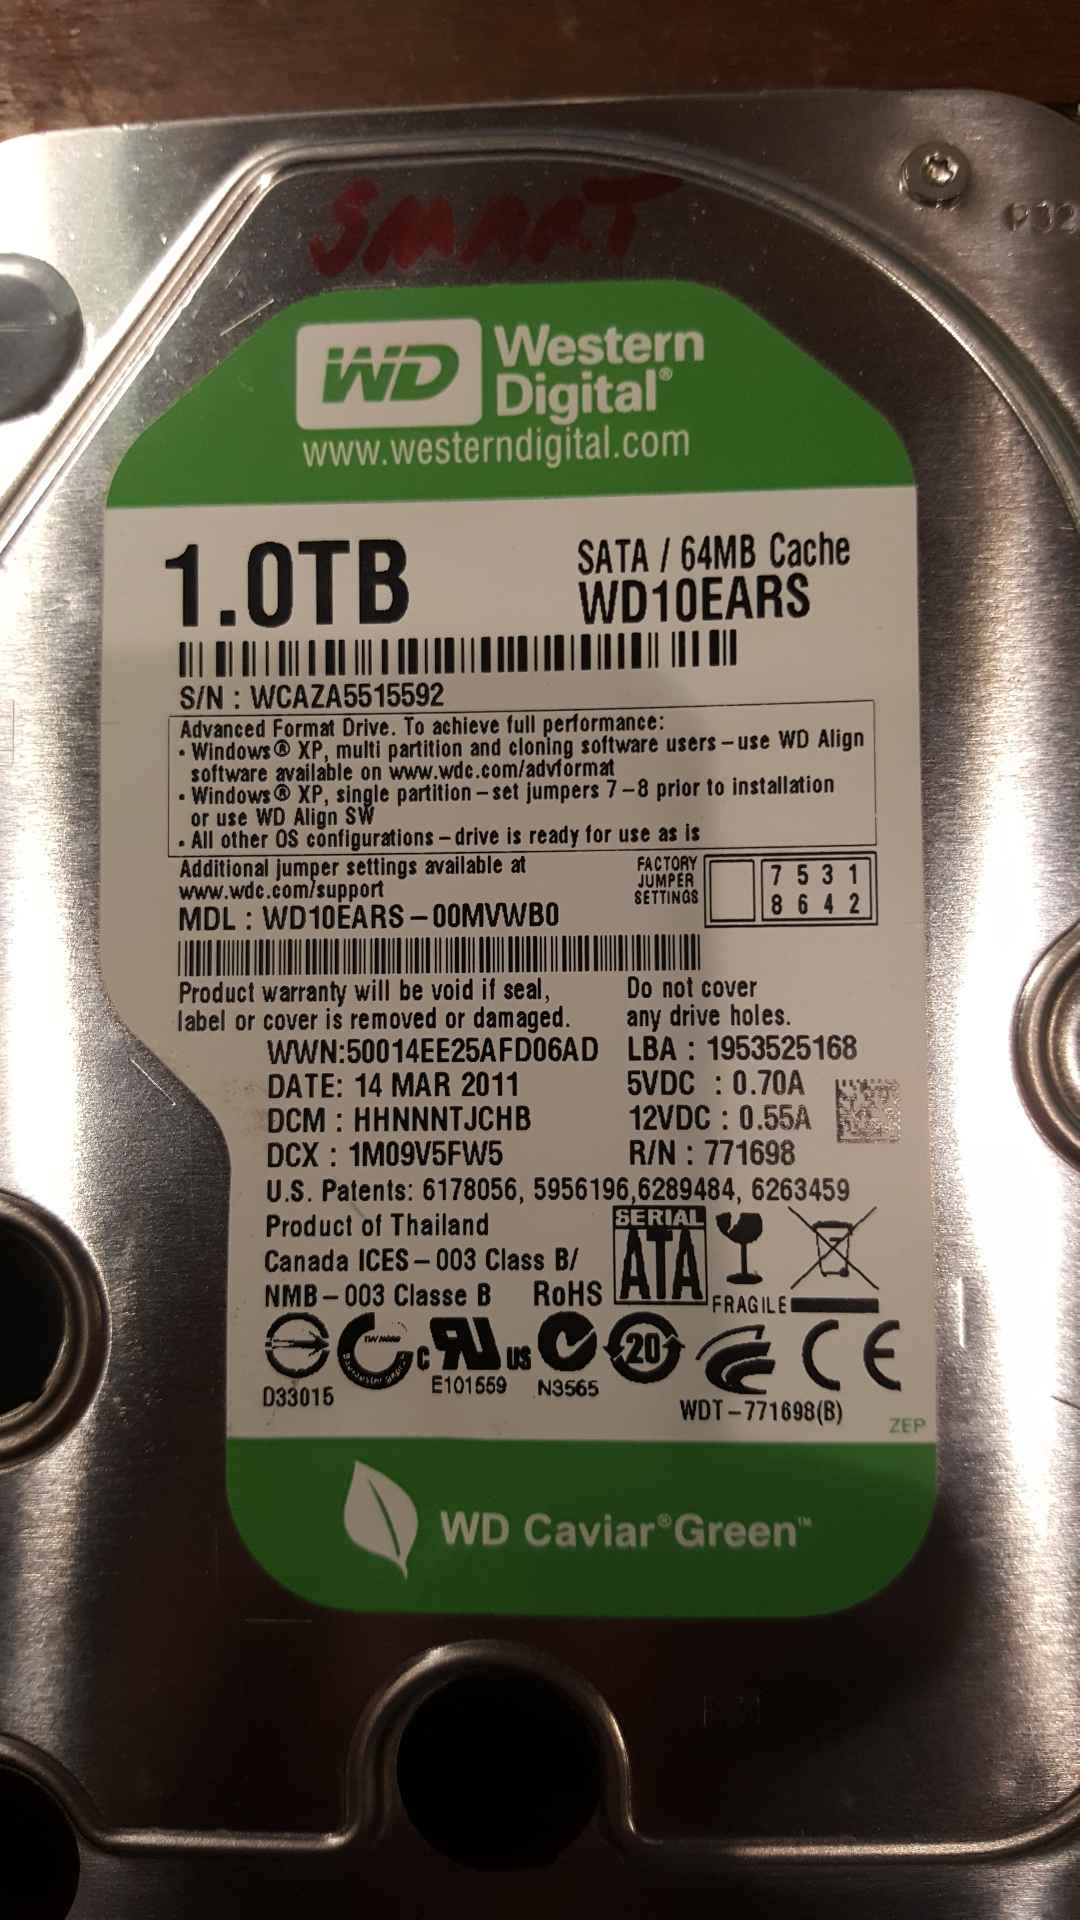 SMART
P32
WD Western
Digital®
www.westerndigital.com
1.0TB
SATA / 64MB Cache
WD10EARS
S/N : WCAZA5515592
Advanced Format Drive. To achieve full performance:
• Windows® XP, multi partition and cloning software users – use WD Align
software available on www.wdc.com/advformat
• Windows® XP, single partition – set jumpers 7–8 prior to installation
or use WD Align SW
• All other OS configurations – drive is ready for use as is
Additional jumper settings available at
www.wdc.com/support
FACTORY
JUMPER
SETTINGS
7 5 3 1
8 6 4 2
MDL : WD10EARS – 00MVWB0
Product warranty will be void if seal,
label or cover is removed or damaged.
Do not cover
any drive holes.
WWN:50014EE25AFD06AD LBA : 1953525168
DATE: 14 MAR 2011 5VDC : 0.70A
DCM : HHNNNTJCHB 12VDC : 0.55A
DCX : 1M09V5FW5 R/N : 771698
U.S. Patents: 6178056, 5956196,6289484, 6263459
Product of Thailand
Canada ICES – 003 Class B/
NMB – 003 Classe B RoHS
SERIAL
ATA
FRAGILE
C US 20 CE
D33015 E101559 N3565
WDT – 771698(B)
ZEP
WD Caviar® Green™